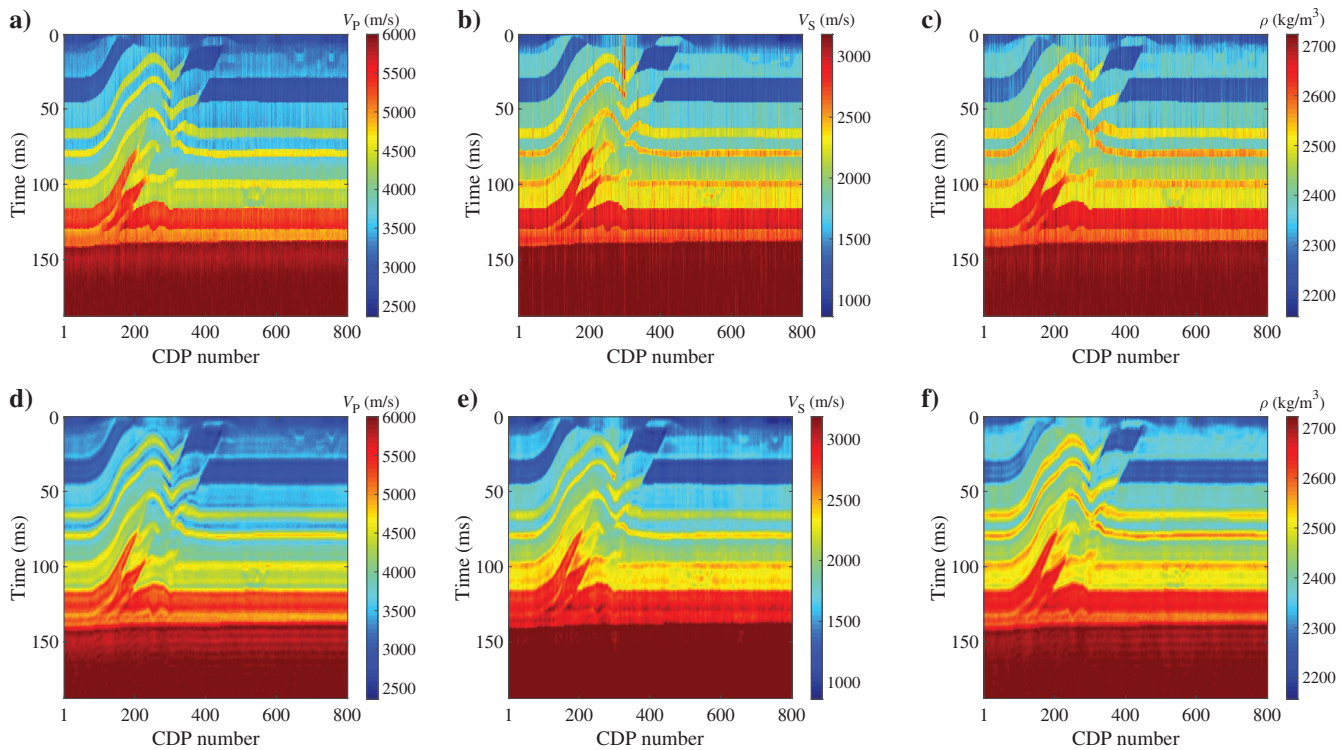 a) V_P (m/s) b) V_S (m/s) c) ρ (kg/m³)
0 6000 0 3000 0 2700
50 5500 50 2500 50 2600
5000 2500
100 4500 100 2000 100 2400
4000 1500 2300
150 3500 150 150
3000 1000 2200
2500
Time (ms) Time (ms) Time (ms)
1 200 400 600 800 1 200 400 600 800 1 200 400 600 800
CDP number CDP number CDP number
d) V_P (m/s) e) V_S (m/s) f) ρ (kg/m³)
0 6000 0 3000 0 2700
50 5500 50 2500 50 2600
5000 2500
100 4500 100 2000 100 2400
4000 1500 2300
150 3500 150 150
3000 1000 2200
2500
Time (ms) Time (ms) Time (ms)
1 200 400 600 800 1 200 400 600 800 1 200 400 600 800
CDP number CDP number CDP number